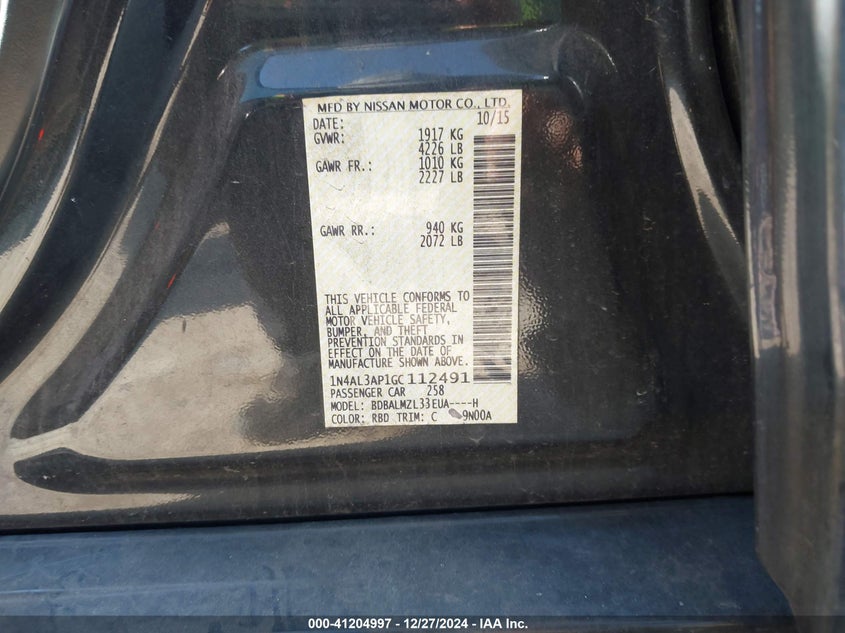 MFD BY NISSAN MOTOR CO., LTD.
DATE: 10/15
GVWR: 1917 KG
4226 LB
GAWR FR.: 1010 KG
2227 LB
GAWR RR.: 940 KG
2072 LB
THIS VEHICLE CONFORMS TO
ALL APPLICABLE FEDERAL
MOTOR VEHICLE SAFETY,
BUMPER, AND THEFT
PREVENTION STANDARDS IN
EFFECT ON THE DATE OF
MANUFACTURE SHOWN ABOVE.
1N4AL3AP1GC112491
PASSENGER CAR 258
MODEL: BDBALMZL33EUA----H
COLOR: RBD TRIM: C 9N00A
000-41204997 - 12/27/2024 - IAA Inc.